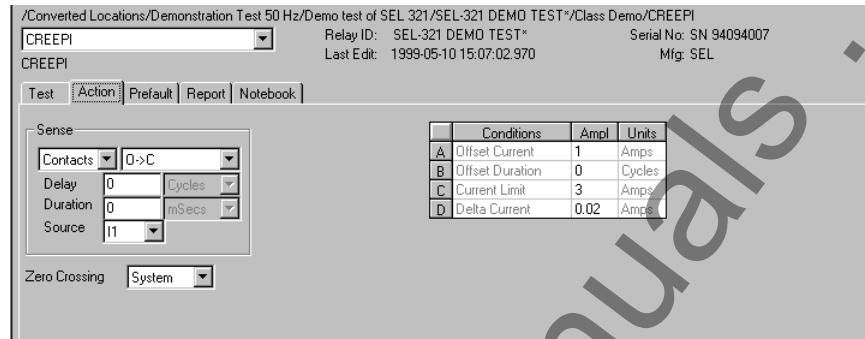 /Converted Locations/Demonstration Test 50 Hz/Demo test of SEL 321/SEL-321 DEMO TEST*/Class Demo/CREEPI
CREEPI
Relay ID: SEL-321 DEMO TEST*
Serial No: SN 94094007
CREEPI
Last Edit: 1999-05-10 15:07:02.970
Mfg: SEL
Test Action Prefault Report Notebook
Sense
Contacts O->C
Delay 0 Cycles
Duration 0 mSecs
Source I1
Zero Crossing System
Conditions Ampl Units
A Offset Current 1 Amps
B Offset Duration 0 Cycles
C Current Limit 3 Amps
D Delta Current 0.02 Amps
uals